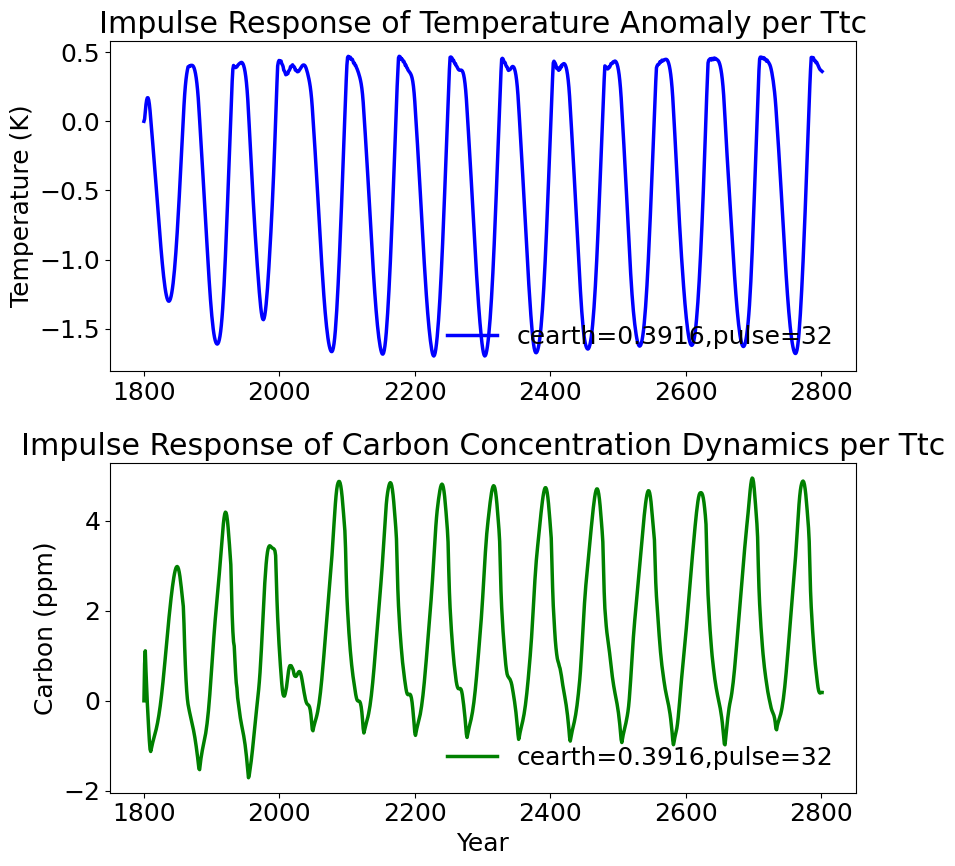 Impulse Response of Temperature Anomaly per Ttc
Temperature (K)
0.5
0.0
−0.5
−1.0
−1.5
cearth=0.3916,pulse=32
1800 2000 2200 2400 2600 2800
Impulse Response of Carbon Concentration Dynamics per Ttc
Carbon (ppm)
4
2
0
−2
cearth=0.3916,pulse=32
1800 2000 2200 2400 2600 2800
Year